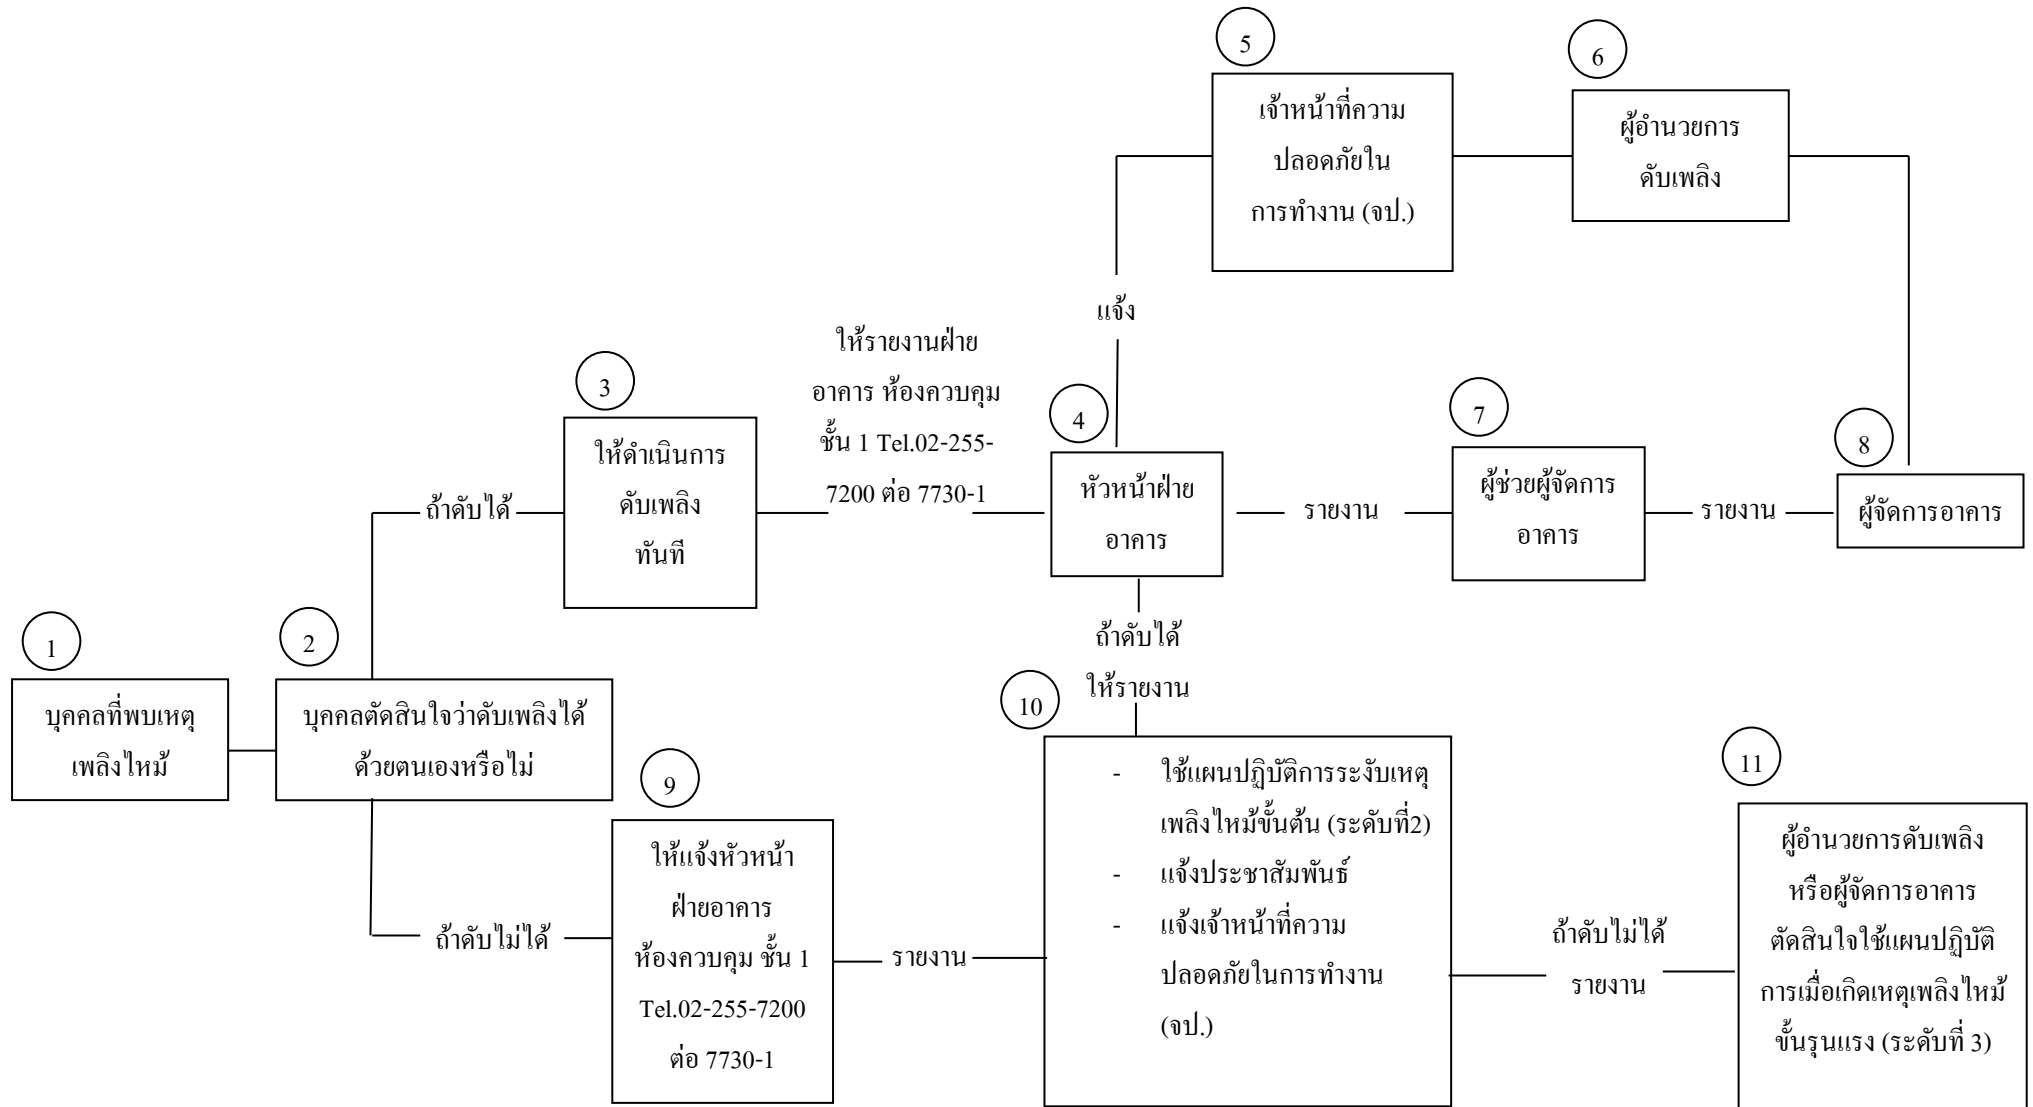 1
บุคคลที่พบเหตุ
เพลิงไหม้
2
บุคคลตัดสินใจว่าดับเพลิงได้
ด้วยตนเองหรือไม่
ถ้าดับได้
3
ให้ดำเนินการ
ดับเพลิง
ทันที
ให้รายงานฝ่าย
อาคาร ห้องควบคุม
ชั้น 1 Tel.02-255-
7200 ต่อ 7730-1
4
หัวหน้าฝ่าย
อาคาร
แจ้ง
5
เจ้าหน้าที่ความ
ปลอดภัยใน
การทำงาน (จป.)
6
ผู้อำนวยการ
ดับเพลิง
รายงาน
7
ผู้ช่วยผู้จัดการ
อาคาร
รายงาน
8
ผู้จัดการอาคาร
ถ้าดับไม่ได้
9
ให้แจ้งหัวหน้า
ฝ่ายอาคาร
ห้องควบคุม ชั้น 1
Tel.02-255-7200
ต่อ 7730-1
รายงาน
ถ้าดับได้
ให้รายงาน
10
- ใช้แผนปฏิบัติการระงับเหตุ
เพลิงไหม้ขั้นต้น (ระดับที่2)
- แจ้งประชาสัมพันธ์
- แจ้งเจ้าหน้าที่ความ
ปลอดภัยในการทำงาน
(จป.)
ถ้าดับไม่ได้
รายงาน
11
ผู้อำนวยการดับเพลิง
หรือผู้จัดการอาคาร
ตัดสินใจใช้แผนปฏิบัติ
การเมื่อเกิดเหตุเพลิงไหม้
ขั้นรุนแรง (ระดับที่ 3)